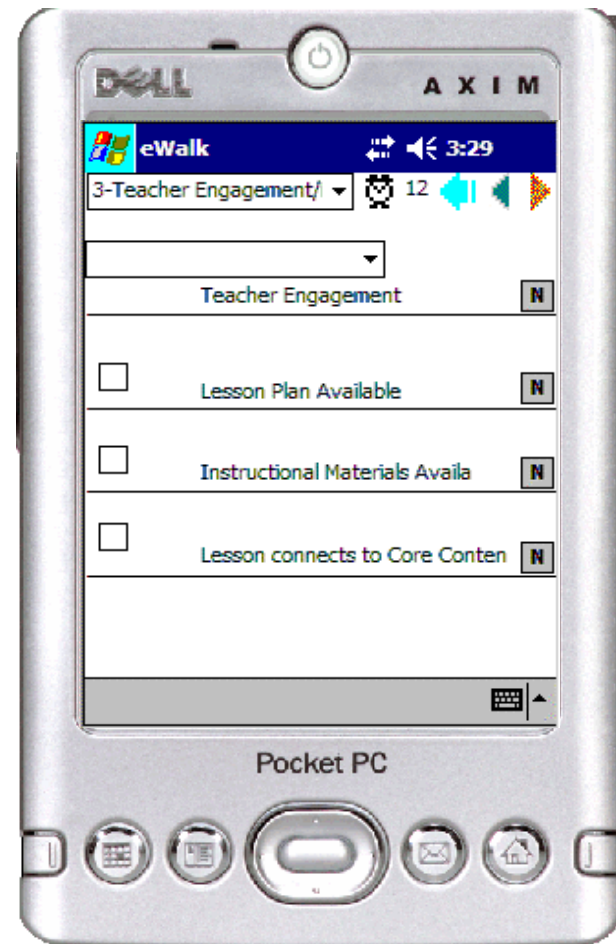 DELL
AXIM
eWalk 3:29
3-Teacher Engagement/ 12
Teacher Engagement N
Lesson Plan Available N
Instructional Materials Availa N
Lesson connects to Core Conten N
Pocket PC